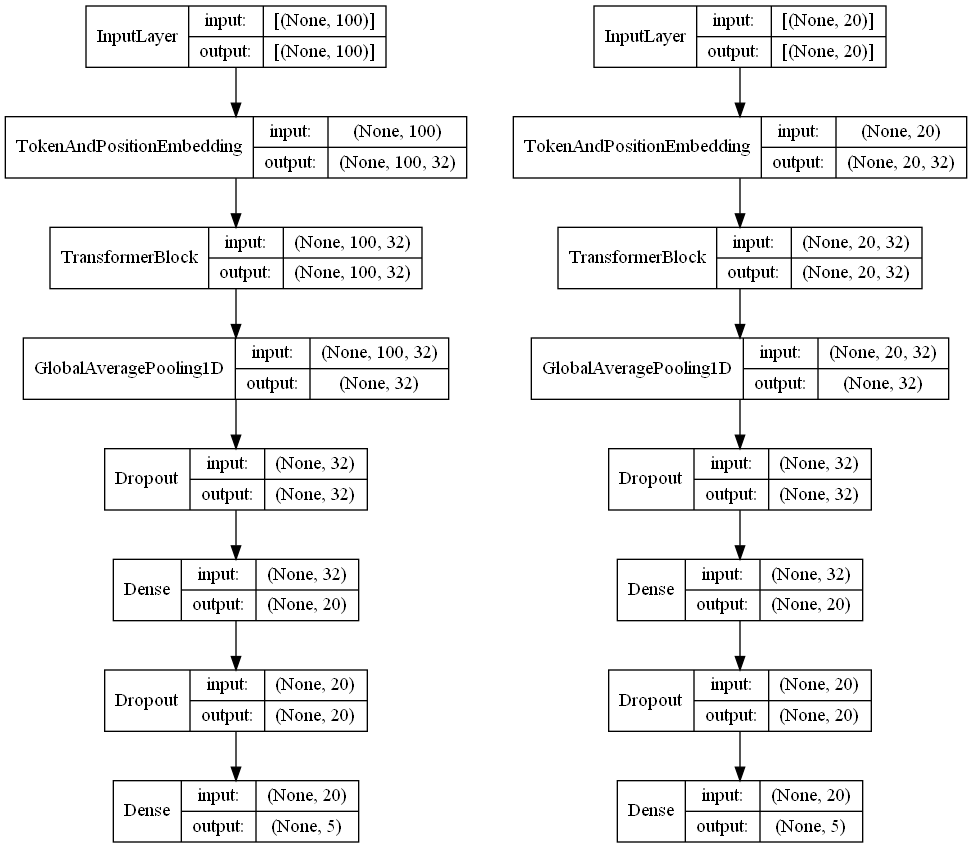 InputLayer
input: [(None, 100)]
output: [(None, 100)]
TokenAndPositionEmbedding
input: (None, 100)
output: (None, 100, 32)
TransformerBlock
input: (None, 100, 32)
output: (None, 100, 32)
GlobalAveragePooling1D
input: (None, 100, 32)
output: (None, 32)
Dropout
input: (None, 32)
output: (None, 32)
Dense
input: (None, 32)
output: (None, 20)
Dropout
input: (None, 20)
output: (None, 20)
Dense
input: (None, 20)
output: (None, 5)
InputLayer
input: [(None, 20)]
output: [(None, 20)]
TokenAndPositionEmbedding
input: (None, 20)
output: (None, 20, 32)
TransformerBlock
input: (None, 20, 32)
output: (None, 20, 32)
GlobalAveragePooling1D
input: (None, 20, 32)
output: (None, 32)
Dropout
input: (None, 32)
output: (None, 32)
Dense
input: (None, 32)
output: (None, 20)
Dropout
input: (None, 20)
output: (None, 20)
Dense
input: (None, 20)
output: (None, 5)